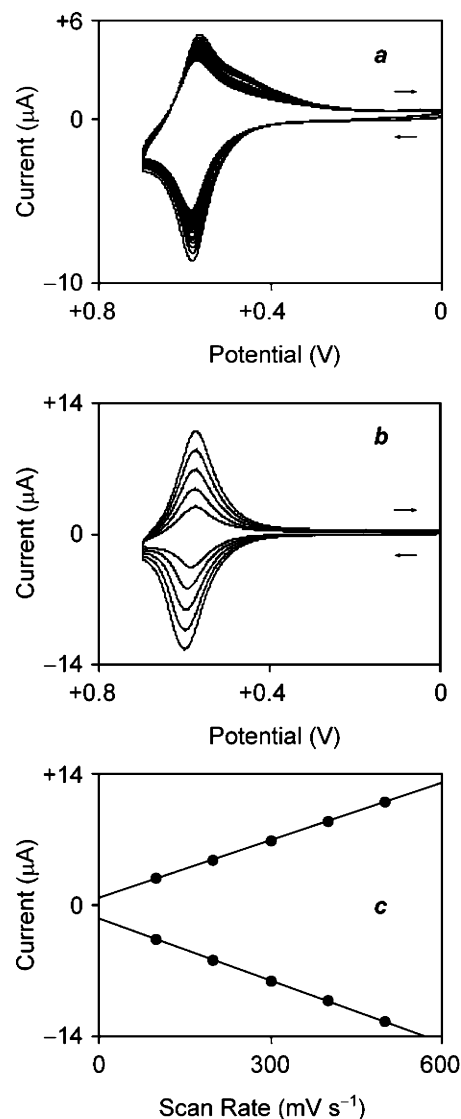 +6
a
Current (µA)
0
−10
+0.8
+0.4
0
Potential (V)
+14
b
Current (µA)
0
−14
+0.8
+0.4
0
Potential (V)
+14
Current (µA)
0
c
−14
0
300
600
Scan Rate (mV s⁻¹)